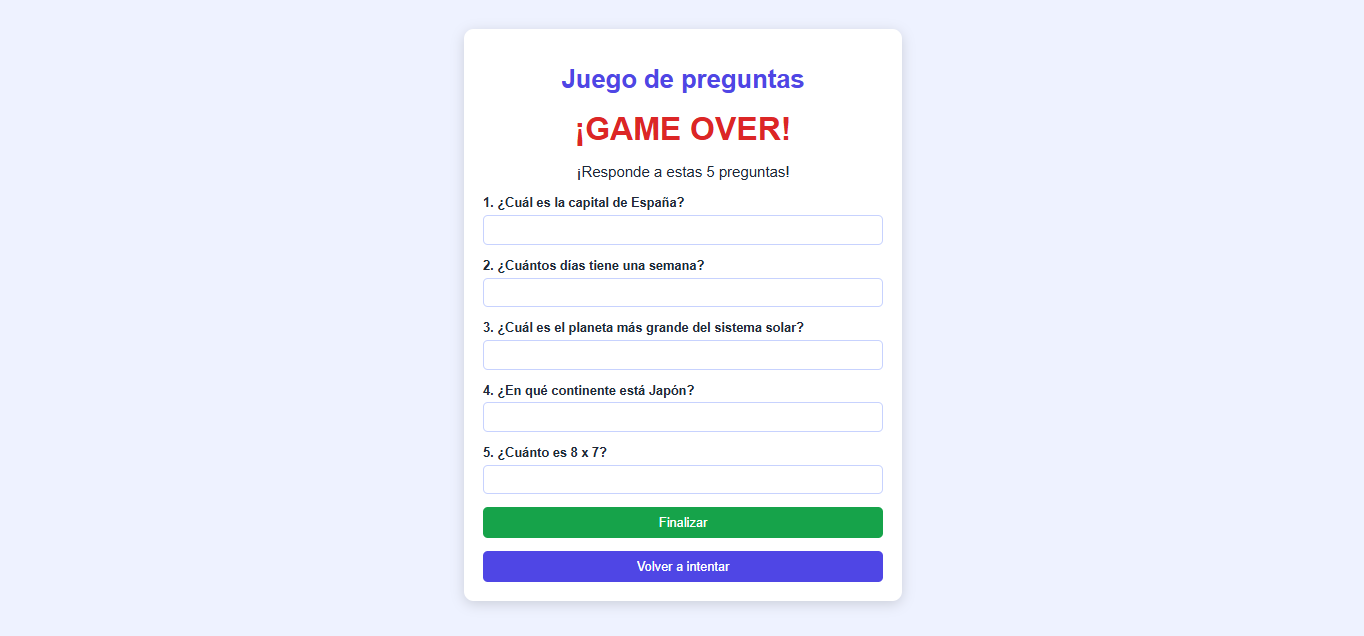 Juego de preguntas
¡GAME OVER!
¡Responde a estas 5 preguntas!
1. ¿Cuál es la capital de España?
2. ¿Cuántos días tiene una semana?
3. ¿Cuál es el planeta más grande del sistema solar?
4. ¿En qué continente está Japón?
5. ¿Cuánto es 8 x 7?
Finalizar
Volver a intentar